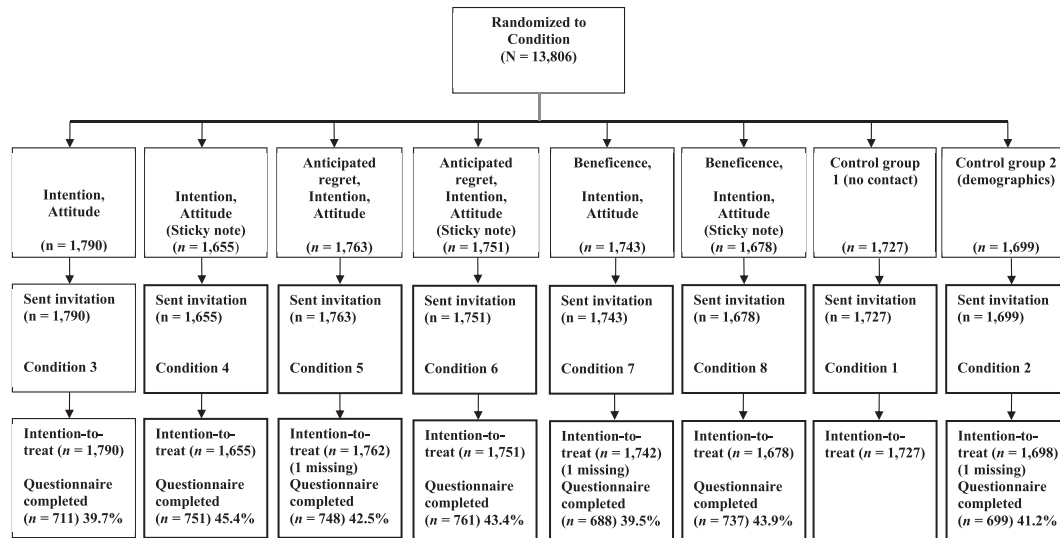 Randomized to
Condition
(N = 13,806)
Intention,
Attitude
(n = 1,790)
Intention,
Attitude
(Sticky note)
(n = 1,655)
Anticipated
regret,
Intention,
Attitude
(n = 1,763)
Anticipated
regret,
Intention,
Attitude
(Sticky note)
(n = 1,751)
Beneficence,
Intention,
Attitude
(n = 1,743)
Beneficence,
Intention,
Attitude
(Sticky note)
(n = 1,678)
Control group
1 (no contact)
(n = 1,727)
Control group 2
(demographics)
(n = 1,699)
Sent invitation
(n = 1,790)
Condition 3
Sent invitation
(n = 1,655)
Condition 4
Sent invitation
(n = 1,763)
Condition 5
Sent invitation
(n = 1,751)
Condition 6
Sent invitation
(n = 1,743)
Condition 7
Sent invitation
(n = 1,678)
Condition 8
Sent invitation
(n = 1,727)
Condition 1
Sent invitation
(n = 1,699)
Condition 2
Intention-to-
treat (n = 1,790)
Questionnaire
completed
(n = 711) 39.7%
Intention-to-
treat (n = 1,655)
Questionnaire
completed
(n = 751) 45.4%
Intention-to-
treat (n = 1,762)
(1 missing)
Questionnaire
completed
(n = 748) 42.5%
Intention-to-
treat (n = 1,751)
Questionnaire
completed
(n = 761) 43.4%
Intention-to-
treat (n = 1,742)
(1 missing)
Questionnaire
completed
(n = 688) 39.5%
Intention-to-
treat (n = 1,678)
Questionnaire
completed
(n = 737) 43.9%
Intention-to-
treat (n = 1,727)
Intention-to-
treat (n = 1,698)
(1 missing)
Questionnaire
completed
(n = 699) 41.2%